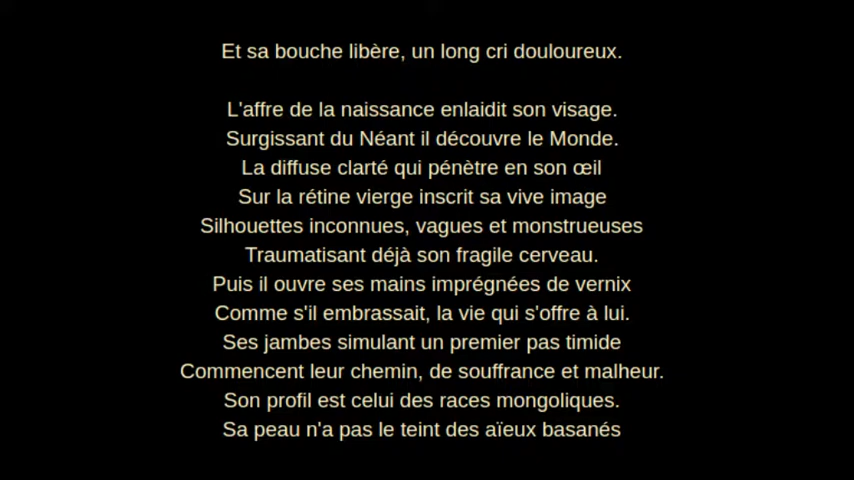 Et sa bouche libère, un long cri douloureux.
L'affre de la naissance enlaidit son visage.
Surgissant du Néant il découvre le Monde.
La diffuse clarté qui pénètre en son œil
Sur la rétine vierge inscrit sa vive image
Silhouettes inconnues, vagues et monstrueuses
Traumatisant déjà son fragile cerveau.
Puis il ouvre ses mains imprégnées de vernix
Comme s'il embrassait, la vie qui s'offre à lui.
Ses jambes simulant un premier pas timide
Commencent leur chemin, de souffrance et malheur.
Son profil est celui des races mongoliques.
Sa peau n'a pas le teint des aïeux basanés